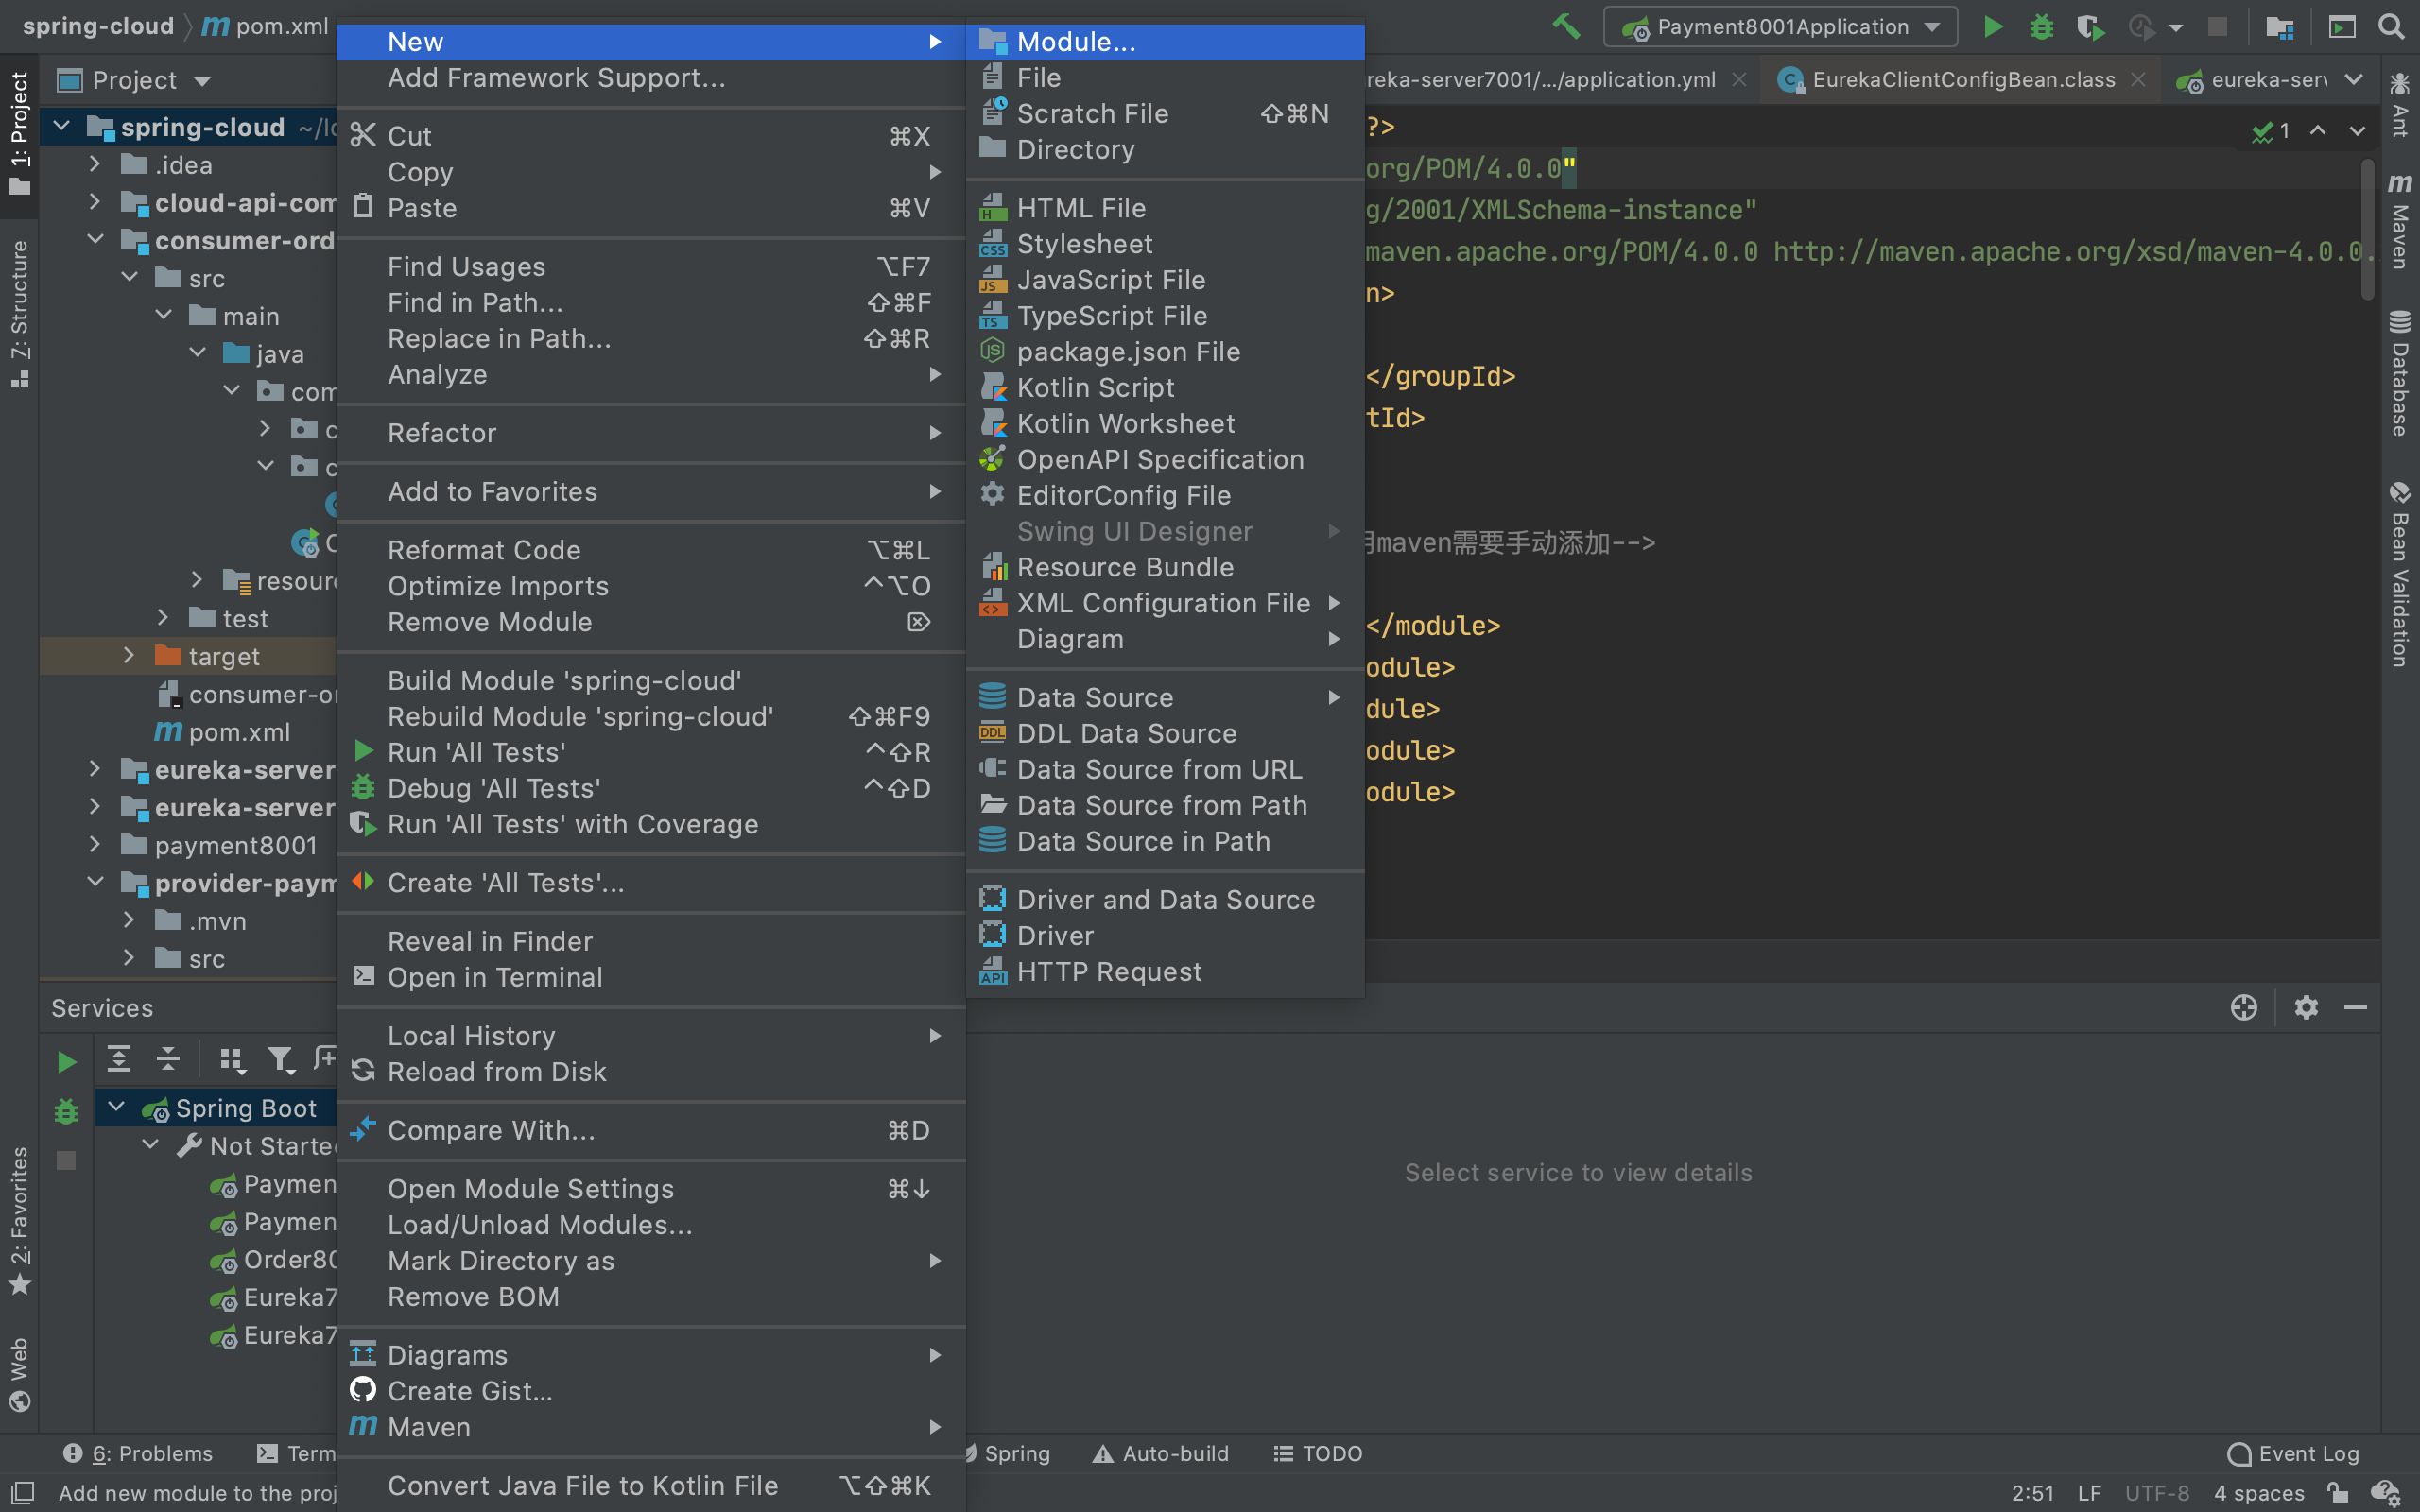 spring-cloud
pom.xml
Payment8001Application
Project
reka-server7001/.../application.yml
EurekaClientConfigBean.class
1: Project
7: Structure
2: Favorites
Web
spring-cloud
.idea
cloud-api-com
consumer-ord
src
main
java
com
resour
test
target
consumer-o
pom.xml
eureka-server
eureka-server
payment8001
provider-paym
.mvn
src
New
Add Framework Support...
Cut ⌘X
Copy
Paste ⌘V
Find Usages ⌥F7
Find in Path... ⇧⌘F
Replace in Path... ⇧⌘R
Analyze
Refactor
Add to Favorites
Reformat Code ⌥⌘L
Optimize Imports ^⌥O
Remove Module ⌦
Build Module 'spring-cloud'
Rebuild Module 'spring-cloud' ⇧⌘F9
Run 'All Tests' ^⇧R
Debug 'All Tests' ^⇧D
Run 'All Tests' with Coverage
Create 'All Tests'...
Reveal in Finder
Open in Terminal
Local History
Reload from Disk
Compare With... ⌘D
Open Module Settings ⌘↓
Load/Unload Modules...
Mark Directory as
Remove BOM
Diagrams
Create Gist...
Maven
Convert Java File to Kotlin File ⌥⇧⌘K
Module...
File
Scratch File ⇧⌘N
Directory
HTML File
Stylesheet
JavaScript File
TypeScript File
package.json File
Kotlin Script
Kotlin Worksheet
OpenAPI Specification
EditorConfig File
Swing UI Designer
Resource Bundle
XML Configuration File
Diagram
Data Source
DDL Data Source
Data Source from URL
Data Source from Path
Data Source in Path
Driver and Data Source
Driver
HTTP Request
?>
org/POM/4.0.0"
g/2001/XMLSchema-instance"
maven.apache.org/POM/4.0.0 http://maven.apache.org/xsd/maven-4.0.0.
n>
</groupId>
tId>
maven需要手动添加-->
</module>
odule>
dule>
odule>
odule>
1
Ant
Maven
Database
Bean Validation
Services
Spring Boot
Not Started
Paymen
Paymen
Order80
Eureka7
Eureka7
Select service to view details
6: Problems
Term
Spring
Auto-build
TODO
Event Log
Add new module to the proj
2:51
LF
UTF-8
4 spaces